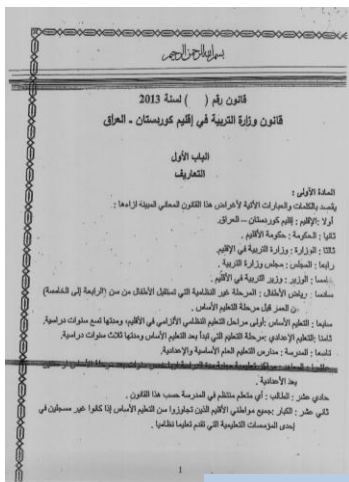 بسم الله الرحمن الرحيم
قانون رقم ( ) لسنة 2013
قانون وزارة التربية في إقليم كوردستان - العراق
الباب الأول
التعاريف
المادة الأولى :
يقصد بالكلمات والعبارات الآتية لأغراض هذا القانون المعاني المبينة ازاءها :
أولا :الإقليم : إقليم كوردستان – العراق.
ثانيا : الحكومة : حكومة الأقليم .
ثالثا : الوزارة : وزارة التربية في الإقليم.
رابعا : المجلس : مجلس وزارة التربية .
خامسا : الوزير : وزير التربية في الأقليم .
سادسا : رياض الأطفال : المرحلة غير النظامية التي تستقبل الأطفال من سن (الرابعة إلى الخامسة)
من العمر قبل مرحلة التعليم الأساس .
سابعا : التعليم الأساس :أولى مراحل التعليم النظامي الألزامي في الأقليم، ومدتها تسع سنوات دراسية.
ثامنا :التعليم الإعدادي :مرحلة التعليم التي تبدأ بعد التعليم الأساس ومدتها ثلاث سنوات دراسية.
تاسعا : المدرسة : مدارس التعليم العام الأساسية والإعدادية.
بعد الأعدادية .
حادي عشر : الطالب : أي متعلم منتظم في المدرسة حسب هذا القانون .
ثاني عشر : الكبار :جميع مواطني الأقليم الذين تجاوزوا سن التعليم الأساس إذا كانوا غير مسجلين في
إحدى المؤسسات التعليمية التي تقدم تعليما نظاميا .
1